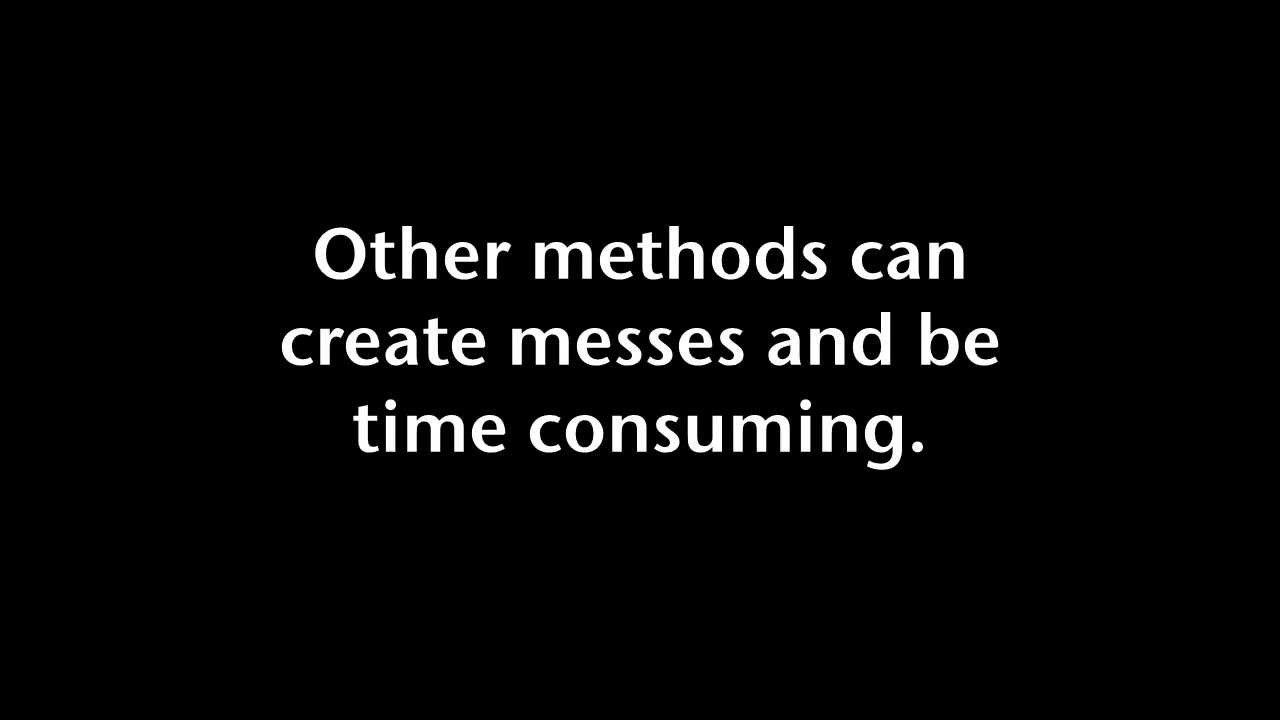 Other methods can
create messes and be
time consuming.